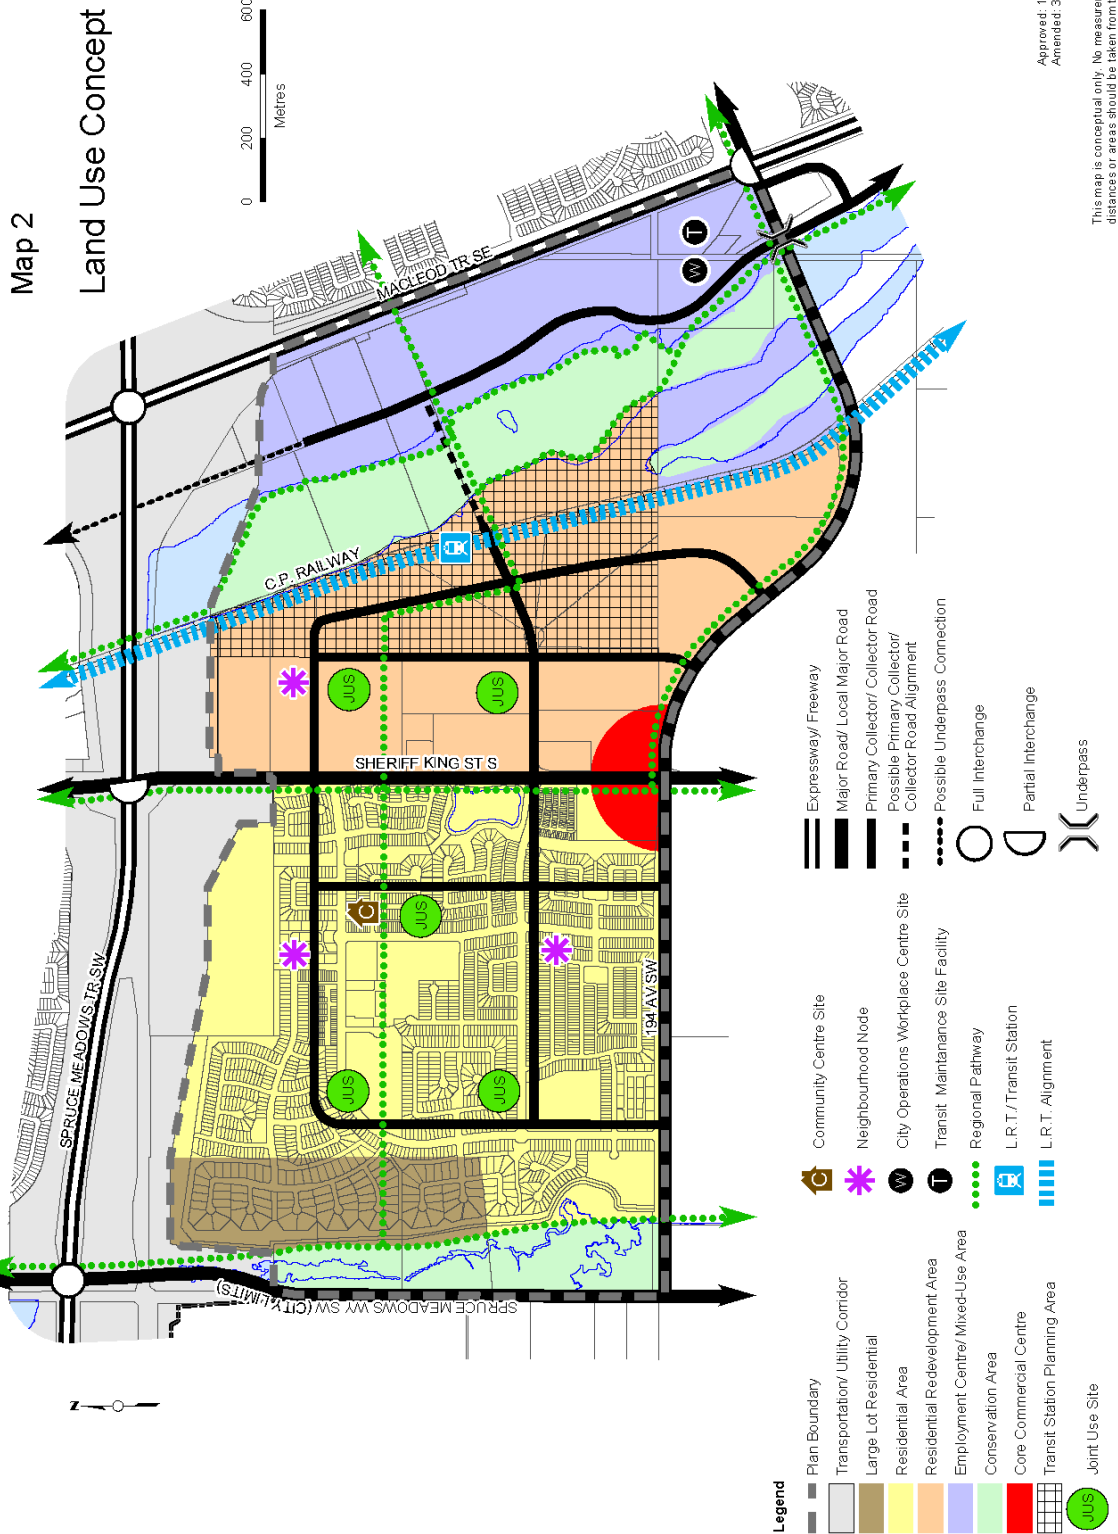 Map 2
Land Use Concept
0 200 400 600
Metres
Approved: 1
Amended: 3
This map is conceptual only. No measurem
distances or areas should be taken from t
SPRUCE MEADOWS TR SW
MACLEOD TR SE
C.P. RAILWAY
SHERIFF KING ST S
194 AV SW
SPRUCE MEADOWS WY SW (CITY LIMITS)
JUS
JUS
JUS
JUS
JUS
C
W
T
N
Legend
Plan Boundary
Transportation/ Utility Corridor
Large Lot Residential
Residential Area
Residential Redevelopment Area
Employment Centre/ Mixed-Use Area
Conservation Area
Core Commercial Centre
Transit Station Planning Area
JUS Joint Use Site
C Community Centre Site
Neighbourhood Node
W City Operations Workplace Centre Site
T Transit Maintanance Site Facility
Regional Pathway
L.R.T./ Transit Station
L.R.T. Alignment
Expressway/ Freeway
Major Road/ Local Major Road
Primary Collector/ Collector Road
Possible Primary Collector/
Collector Road Alignment
Possible Underpass Connection
Full Interchange
Partial Interchange
Underpass